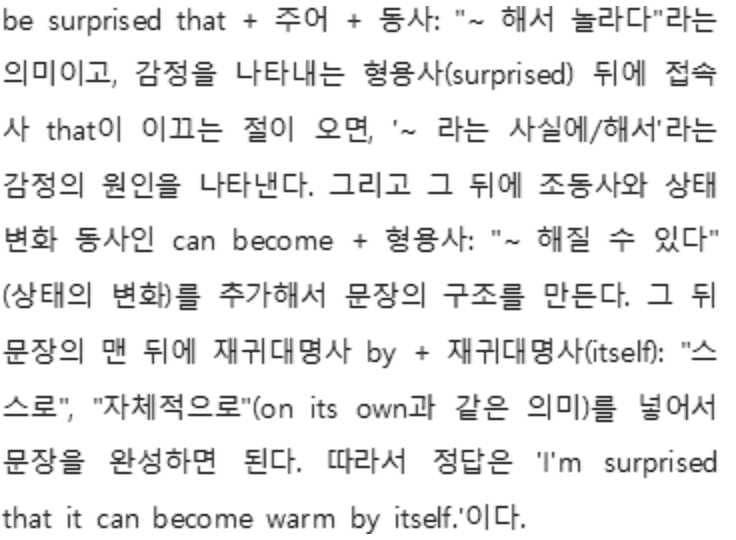 be surprised that + 주어 + 동사: "~ 해서 놀라다"라는
의미이고, 감정을 나타내는 형용사(surprised) 뒤에 접속
사 that이 이끄는 절이 오면, '~ 라는 사실에/해서'라는
감정의 원인을 나타낸다. 그리고 그 뒤에 조동사와 상태
변화 동사인 can become + 형용사: "~ 해질 수 있다"
(상태의 변화)를 추가해서 문장의 구조를 만든다. 그 뒤
문장의 맨 뒤에 재귀대명사 by + 재귀대명사(itself): "스
스로", "자체적으로"(on its own과 같은 의미)를 넣어서
문장을 완성하면 된다. 따라서 정답은 'I'm surprised
that it can become warm by itself.'이다.